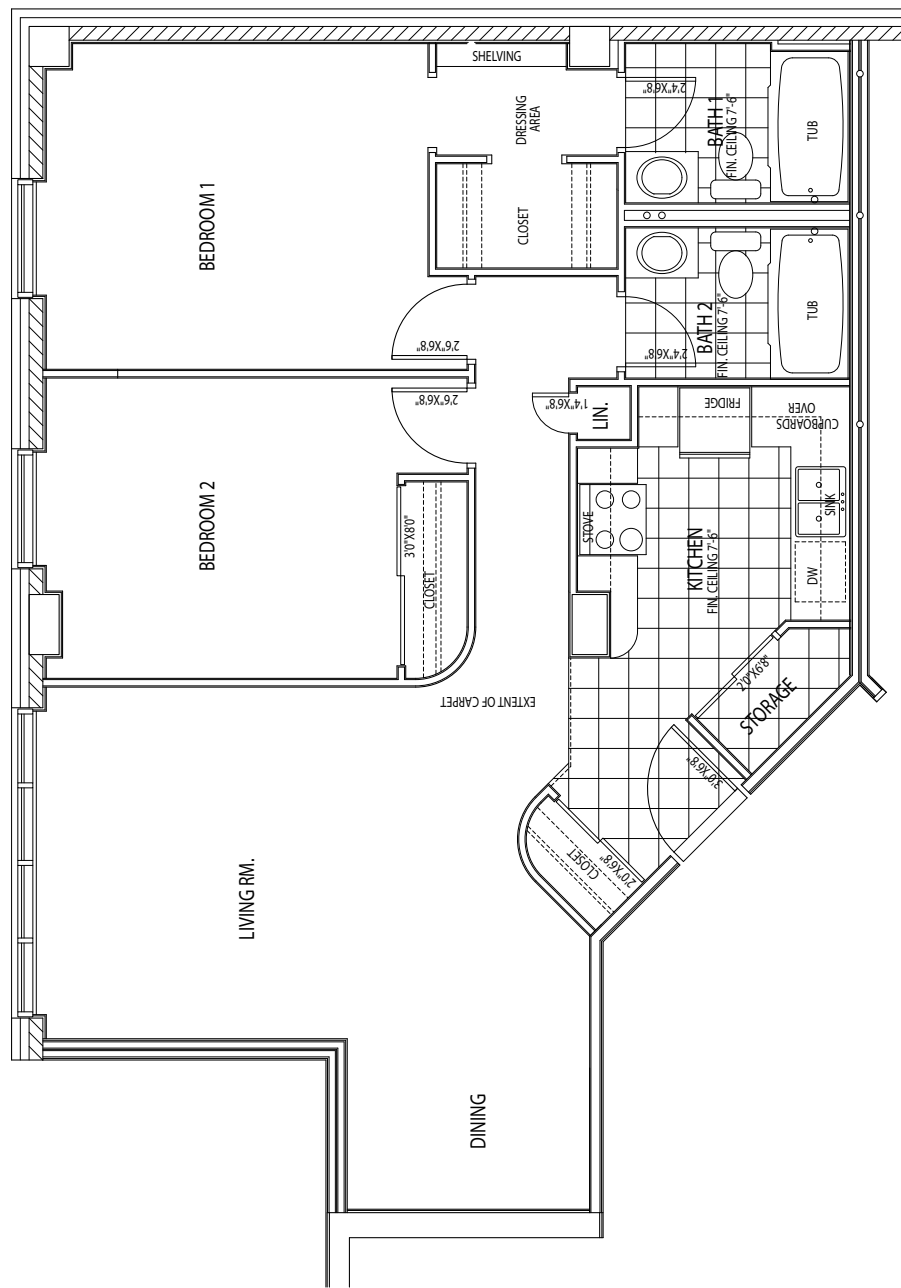 SHELVING
DRESSING
AREA
2'4"X6'8"
BATH 1
FIN. CEILING 7'-6"
TUB
BEDROOM 1
CLOSET
2'6"X6'8"
2'4"X6'8"
BATH 2
FIN. CEILING 7'-6"
TUB
2'6"X6'8"
1'4"X6'8"
LIN.
FRIDGE
CUPBOARDS
OVER
BEDROOM 2
3'0"X8'0"
CLOSET
STOVE
KITCHEN
FIN. CEILING 7'-6"
SINK
DW
EXTENT OF CARPET
2'0"X6'8"
STORAGE
3'0"X6'8"
CLOSET
2'0"X6'8"
LIVING RM.
DINING